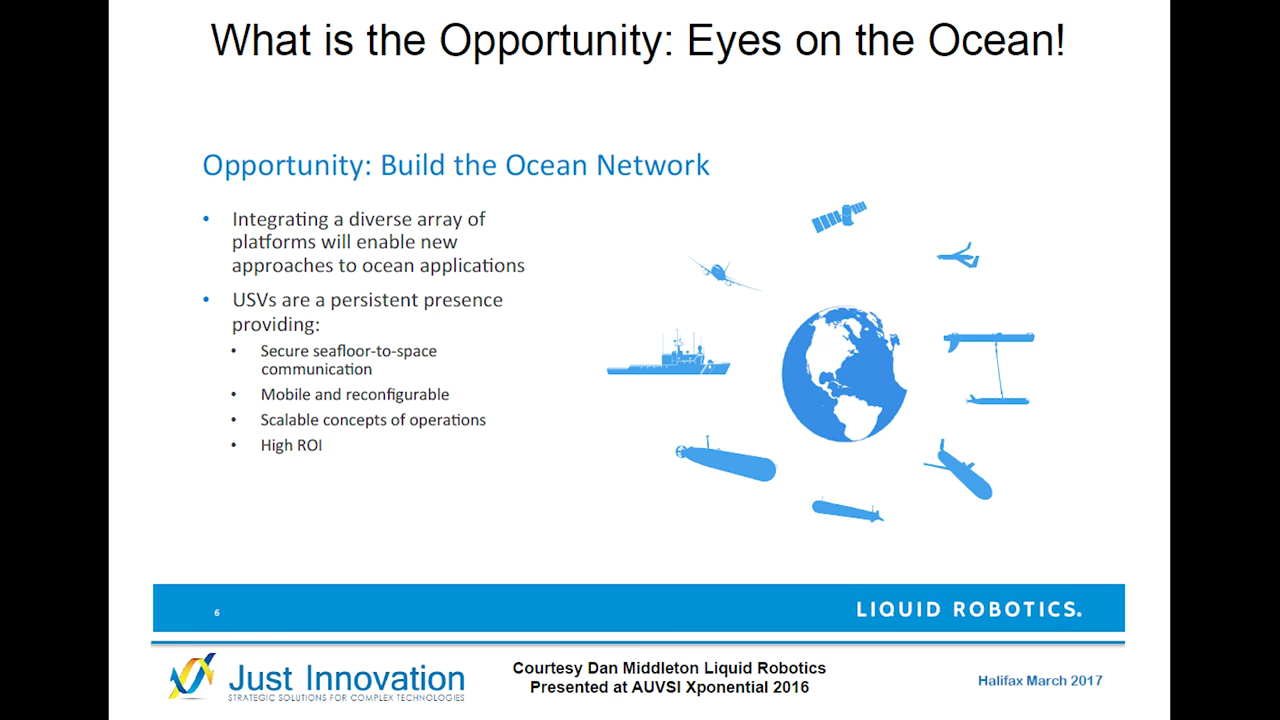 What is the Opportunity: Eyes on the Ocean!
Opportunity: Build the Ocean Network
• Integrating a diverse array of
platforms will enable new
approaches to ocean applications
• USVs are a persistent presence
providing:
• Secure seafloor-to-space
communication
• Mobile and reconfigurable
• Scalable concepts of operations
• High ROI
6
LIQUID ROBOTICS.
Just Innovation
STRATEGIC SOLUTIONS FOR COMPLEX TECHNOLOGIES
Courtesy Dan Middleton Liquid Robotics
Presented at AUVSI Xponential 2016
Halifax March 2017